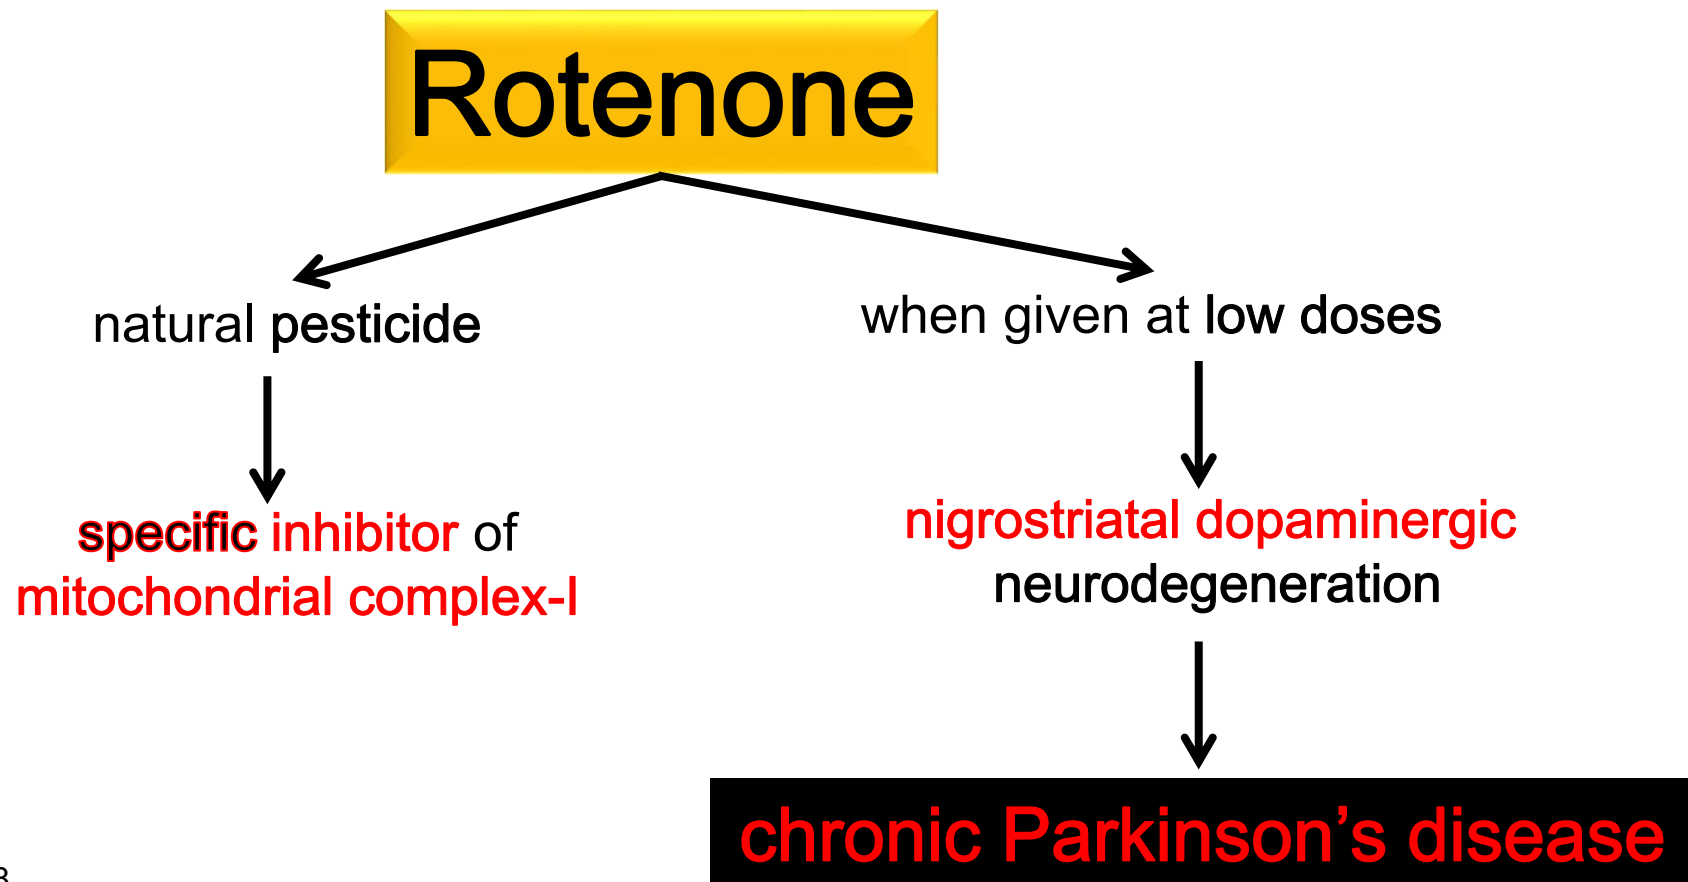 Rotenone
natural pesticide
when given at low doses
specific inhibitor of
mitochondrial complex-I
nigrostriatal dopaminergic
neurodegeneration
chronic Parkinson’s disease